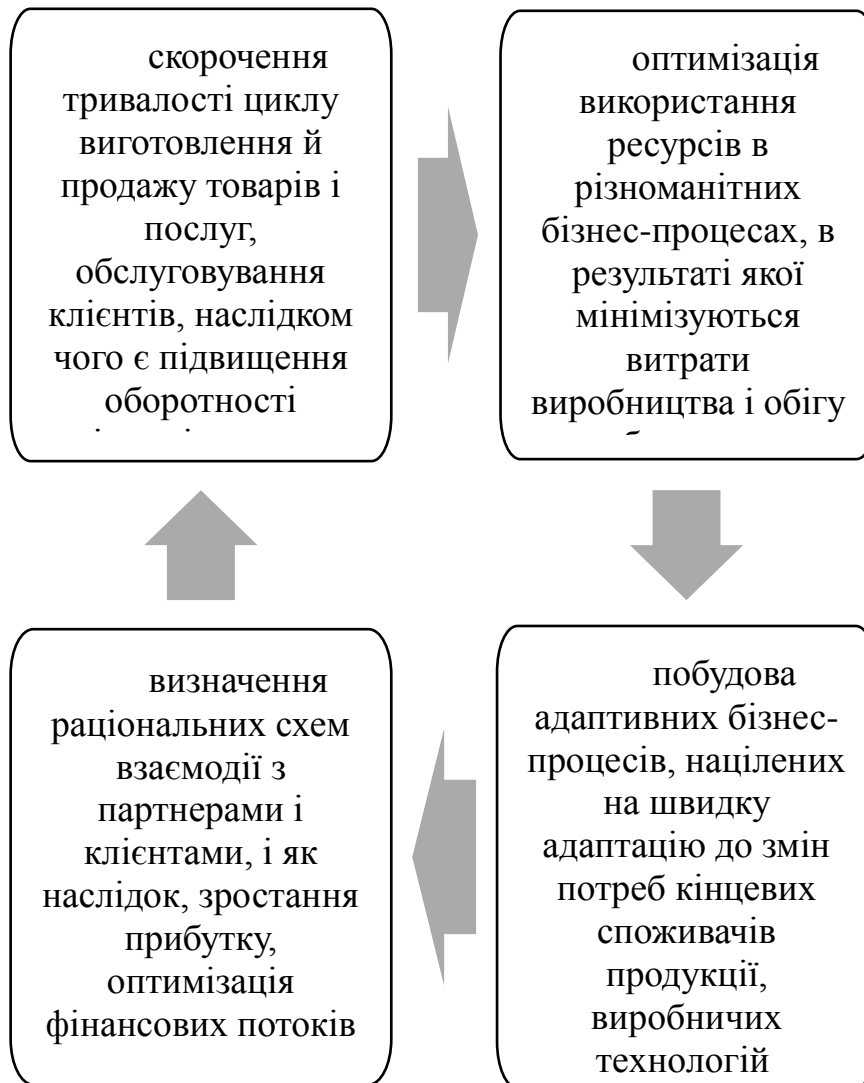 скорочення
тривалості циклу
виготовлення й
продажу товарів і
послуг,
обслуговування
клієнтів, наслідком
чого є підвищення
оборотності
оптимізація
використання
ресурсів в
різноманітних
бізнес-процесах, в
результаті якої
мінімізуються
витрати
виробництва і обігу
побудова
адаптивних бізнес-
процесів, націлених
на швидку
адаптацію до змін
потреб кінцевих
споживачів
продукції,
виробничих
технологій
визначення
раціональних схем
взаємодії з
партнерами і
клієнтами, і як
наслідок, зростання
прибутку,
оптимізація
фінансових потоків